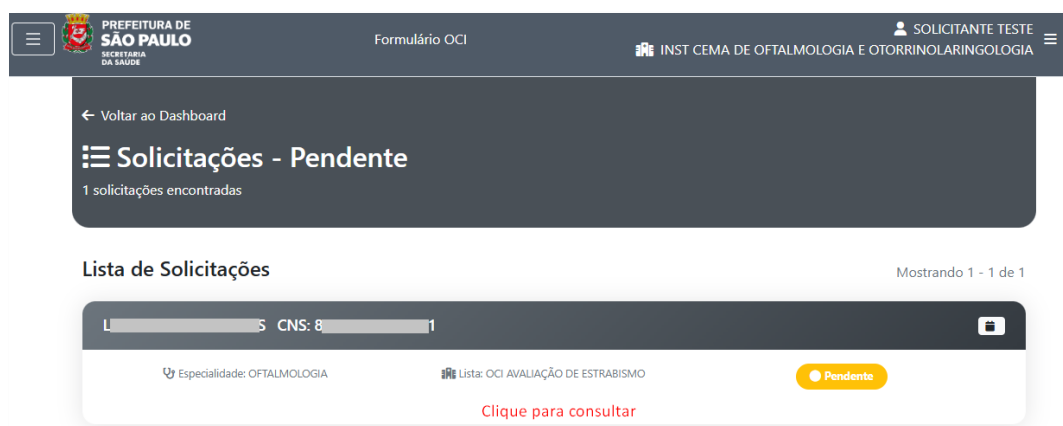 PREFEITURA DE
SÃO PAULO
SECRETARIA
DA SAÚDE
Formulário OCI
SOLICITANTE TESTE
INST CEMA DE OFTALMOLOGIA E OTORRINOLARINGOLOGIA
Voltar ao Dashboard
Solicitações - Pendente
1 solicitações encontradas
Lista de Solicitações
Mostrando 1 - 1 de 1
L S CNS: 8 1
Especialidade: OFTALMOLOGIA
Lista: OCI AVALIAÇÃO DE ESTRABISMO
Pendente
Clique para consultar